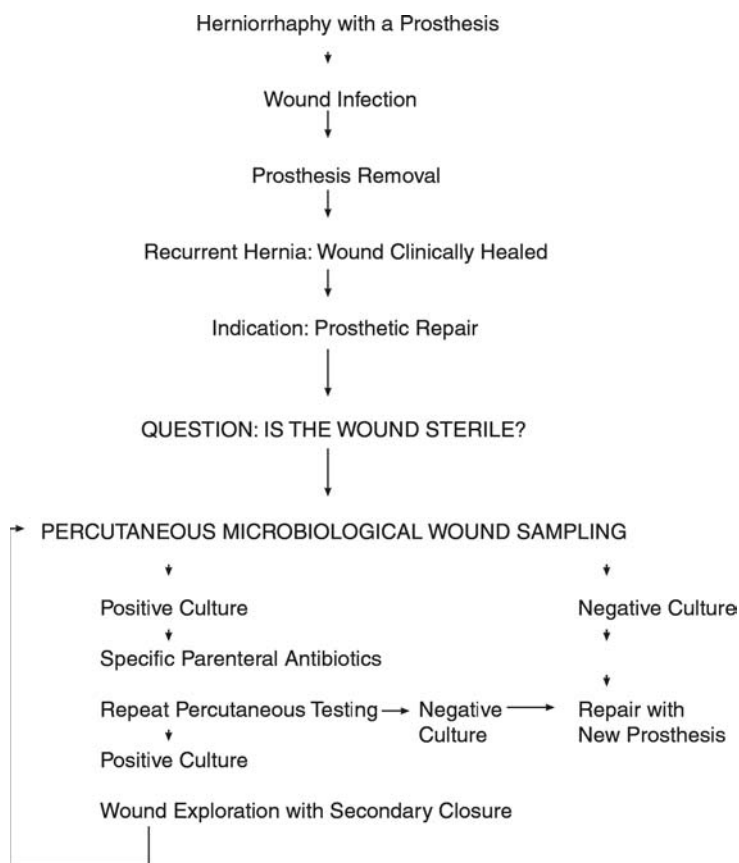 Herniorrhaphy with a Prosthesis
Wound Infection
Prosthesis Removal
Recurrent Hernia: Wound Clinically Healed
Indication: Prosthetic Repair
QUESTION: IS THE WOUND STERILE?
PERCUTANEOUS MICROBIOLOGICAL WOUND SAMPLING
Positive Culture
Negative Culture
Specific Parenteral Antibiotics
Repeat Percutaneous Testing
Negative
Culture
Repair with
New Prosthesis
Positive Culture
Wound Exploration with Secondary Closure